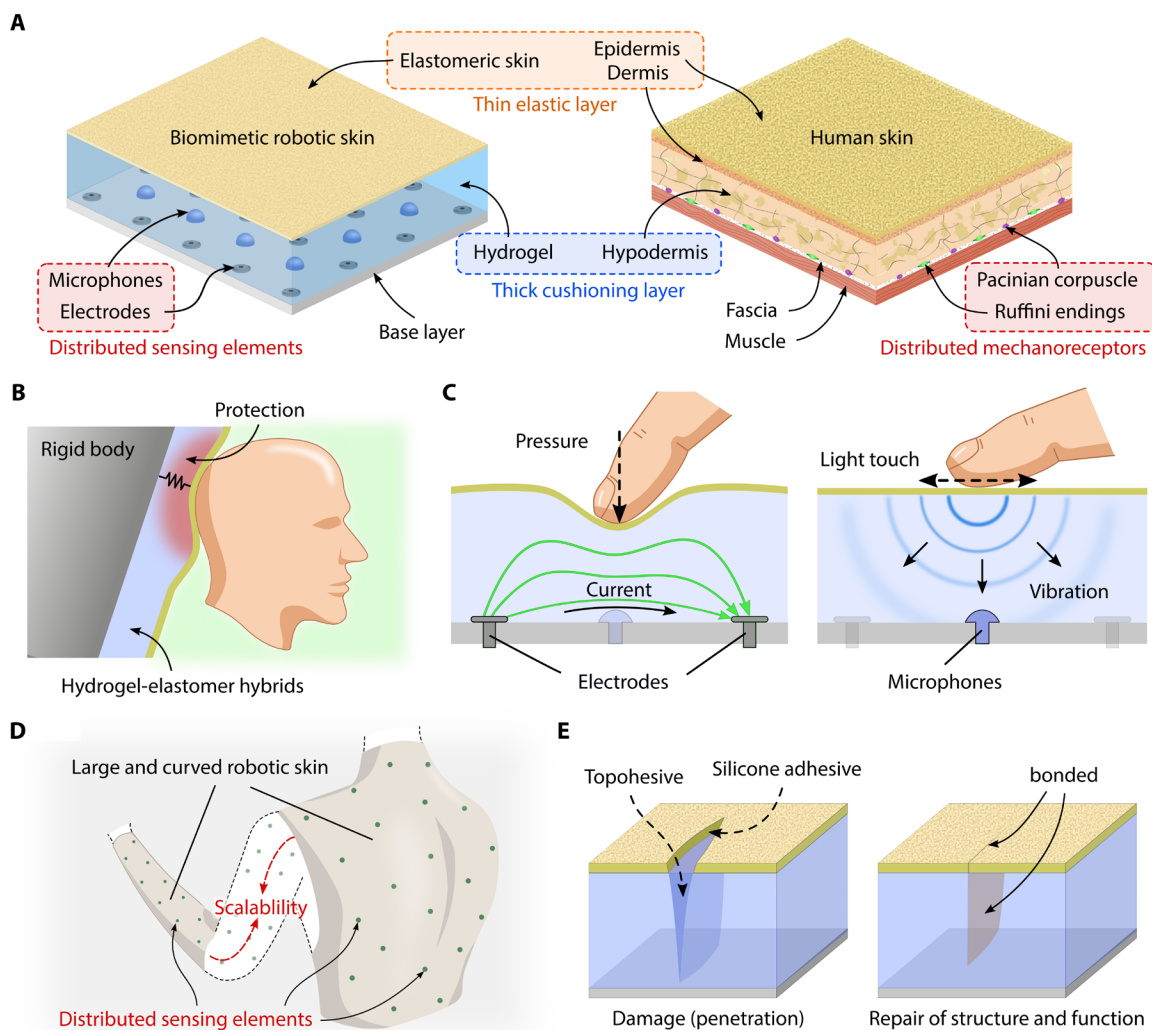 A
Elastomeric skin
Epidermis
Dermis
Thin elastic layer
Biomimetic robotic skin
Human skin
Hydrogel
Hypodermis
Thick cushioning layer
Microphones
Electrodes
Distributed sensing elements
Base layer
Fascia
Muscle
Pacinian corpuscle
Ruffini endings
Distributed mechanoreceptors
B
Protection
Rigid body
Hydrogel-elastomer hybrids
C
Pressure
Current
Electrodes
Light touch
Vibration
Microphones
D
Large and curved robotic skin
Scalablility
Distributed sensing elements
E
Topohesive
Silicone adhesive
Damage (penetration)
bonded
Repair of structure and function